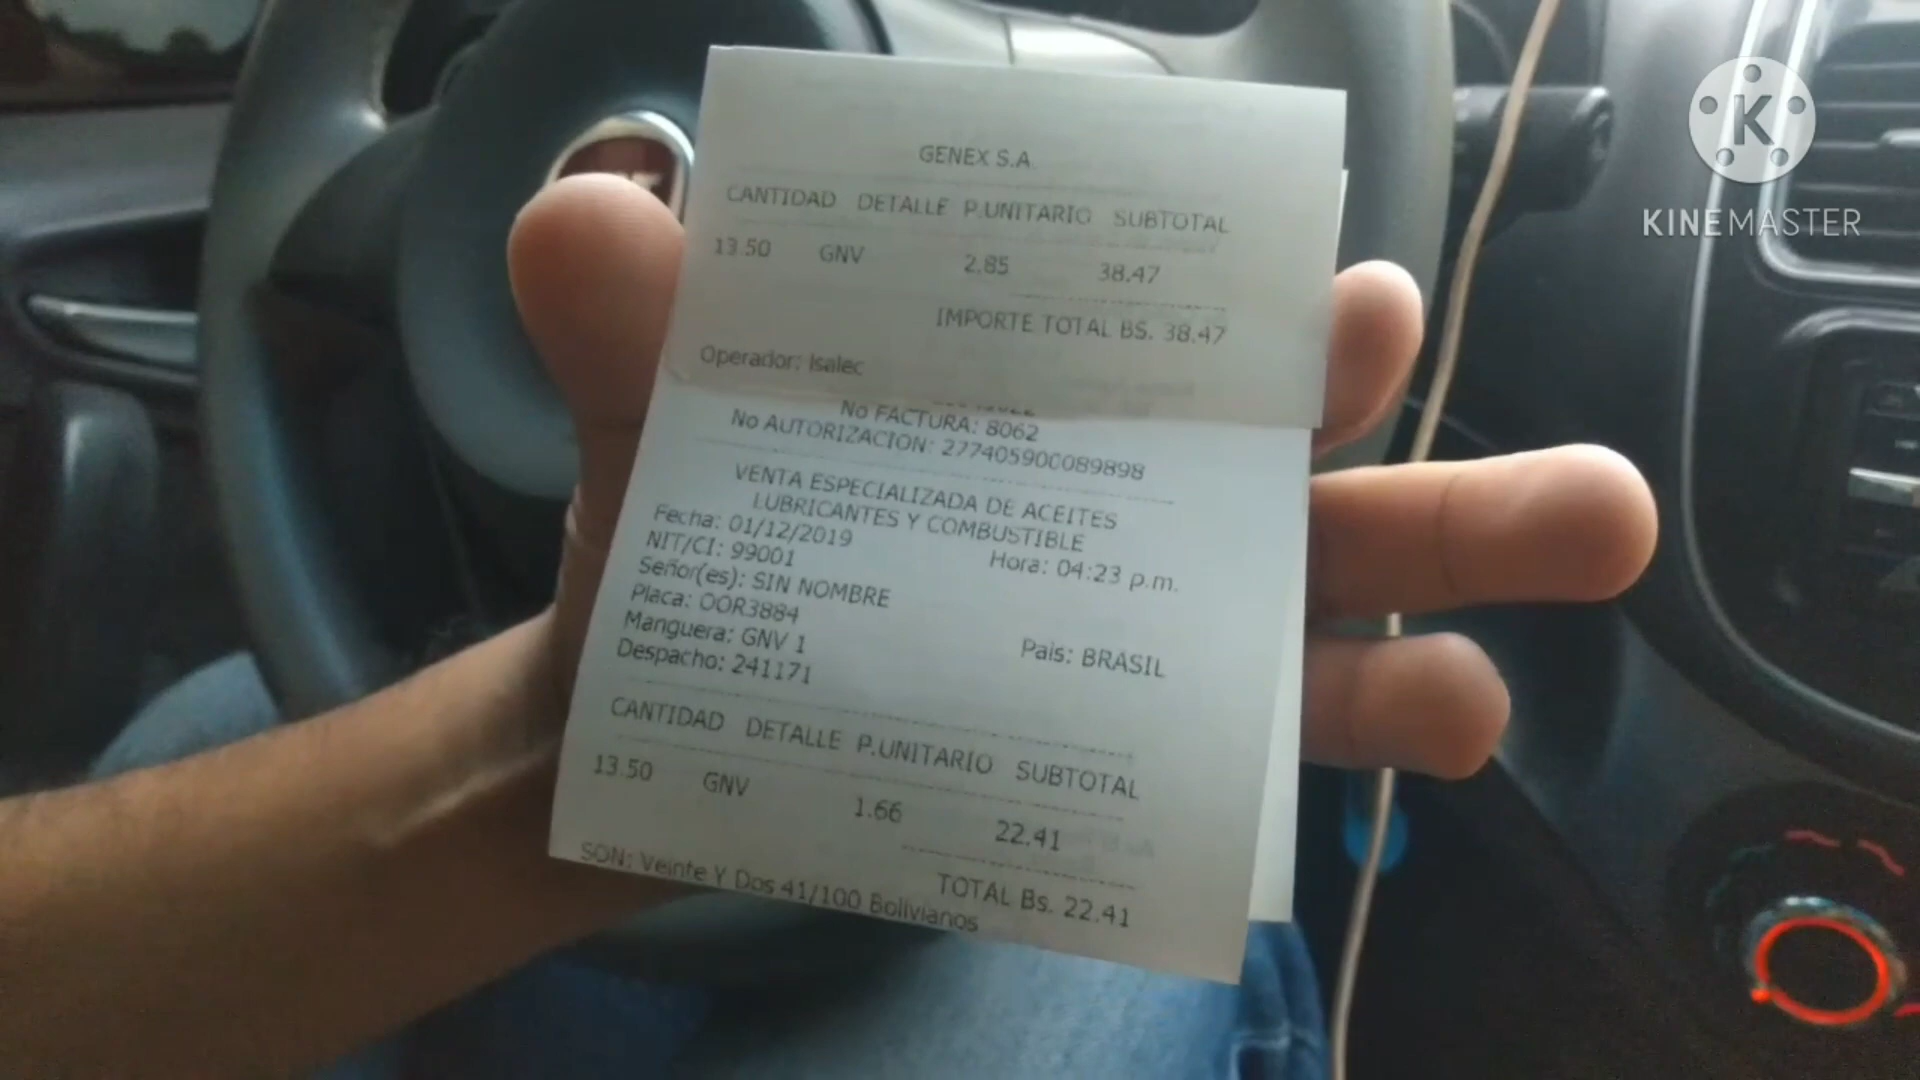 GENEX S.A.
CANTIDAD DETALLE P.UNITARIO SUBTOTAL
13.50 GNV 2.85 38.47
IMPORTE TOTAL BS. 38.47
Operador: Isalec
No FACTURA: 8062
No AUTORIZACION: 277405900089898
VENTA ESPECIALIZADA DE ACEITES
LUBRICANTES Y COMBUSTIBLE
Fecha: 01/12/2019 Hora: 04:23 p.m.
NIT/CI: 99001
Señor(es): SIN NOMBRE
Placa: OOR3884 Pais: BRASIL
Manguera: GNV 1
Despacho: 241171
CANTIDAD DETALLE P.UNITARIO SUBTOTAL
13.50 GNV 1.66 22.41
TOTAL Bs. 22.41
SON: Veinte Y Dos 41/100 Bolivianos
K
KINEMASTER